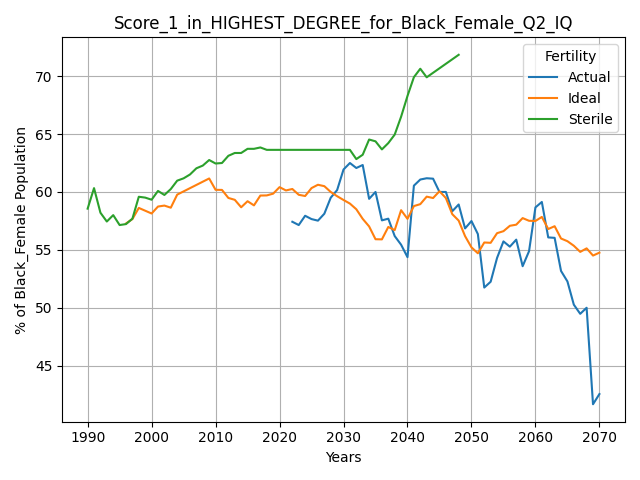 Score_1_in_HIGHEST_DEGREE_for_Black_Female_Q2_IQ
Fertility
Actual
Ideal
Sterile
% of Black_Female Population
70
65
60
55
50
45
1990 2000 2010 2020 2030 2040 2050 2060 2070
Years